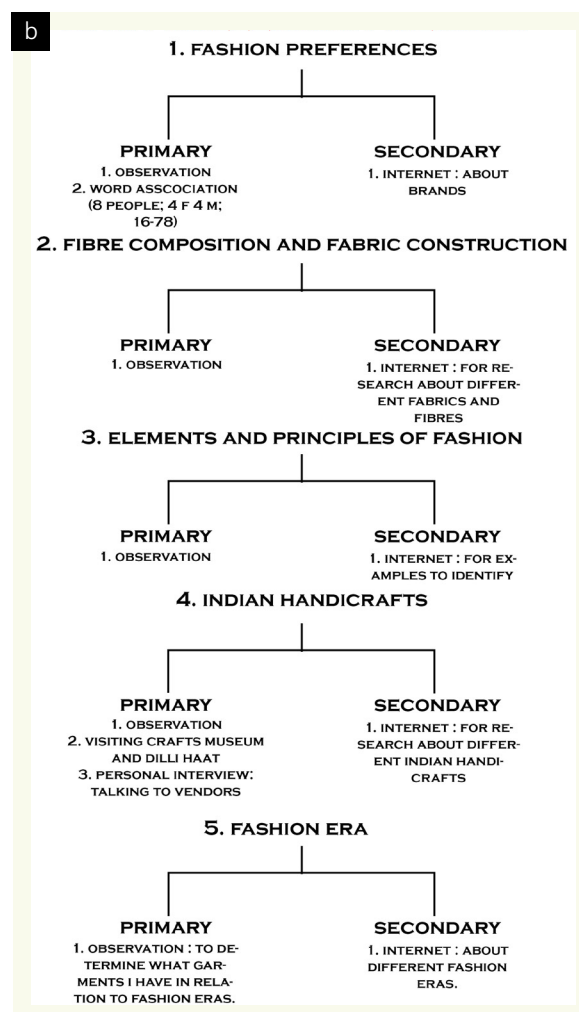 b
1. FASHION PREFERENCES
PRIMARY
1. OBSERVATION
2. WORD ASSCOCIATION
(8 PEOPLE; 4 F 4 M;
16-78)
SECONDARY
1. INTERNET : ABOUT
BRANDS
2. FIBRE COMPOSITION AND FABRIC CONSTRUCTION
PRIMARY
1. OBSERVATION
SECONDARY
1. INTERNET : FOR RE-
SEARCH ABOUT DIFFER-
ENT FABRICS AND
FIBRES
3. ELEMENTS AND PRINCIPLES OF FASHION
PRIMARY
1. OBSERVATION
SECONDARY
1. INTERNET : FOR EX-
AMPLES TO IDENTIFY
4. INDIAN HANDICRAFTS
PRIMARY
1. OBSERVATION
2. VISITING CRAFTS MUSEUM
AND DILLI HAAT
3. PERSONAL INTERVIEW:
TALKING TO VENDORS
SECONDARY
1. INTERNET : FOR RE-
SEARCH ABOUT DIFFER-
ENT INDIAN HANDI-
CRAFTS
5. FASHION ERA
PRIMARY
1. OBSERVATION : TO DE-
TERMINE WHAT GAR-
MENTS I HAVE IN RELA-
TION TO FASHION ERAS.
SECONDARY
1. INTERNET : ABOUT
DIFFERENT FASHION
ERAS.